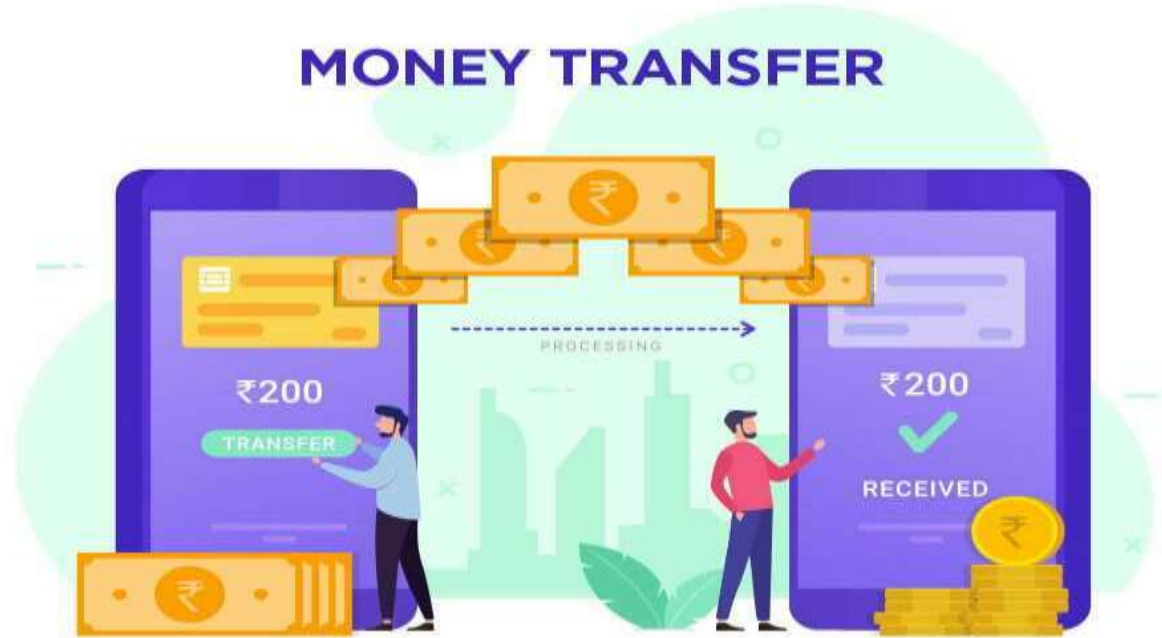 MONEY TRANSFER
₹
₹ ₹
₹ ₹
PROCESSING
₹200
₹200
TRANSFER
RECEIVED
₹
₹